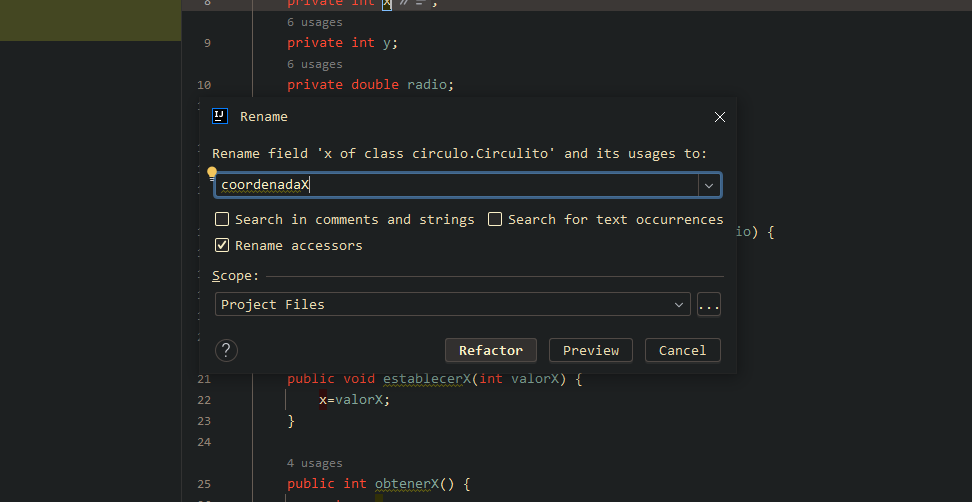 8 private int x ;
6 usages
9 private int y;
6 usages
10 private double radio;
IJ Rename
Rename field 'x of class circulo.Circulito' and its usages to:
coordenadaX
Search in comments and strings Search for text occurrences
io) {
Rename accessors
Scope:
Project Files ...
? Refactor Preview Cancel
21 public void establecerX(int valorX) {
22 x=valorX;
23 }
24
4 usages
25 public int obtenerX() {